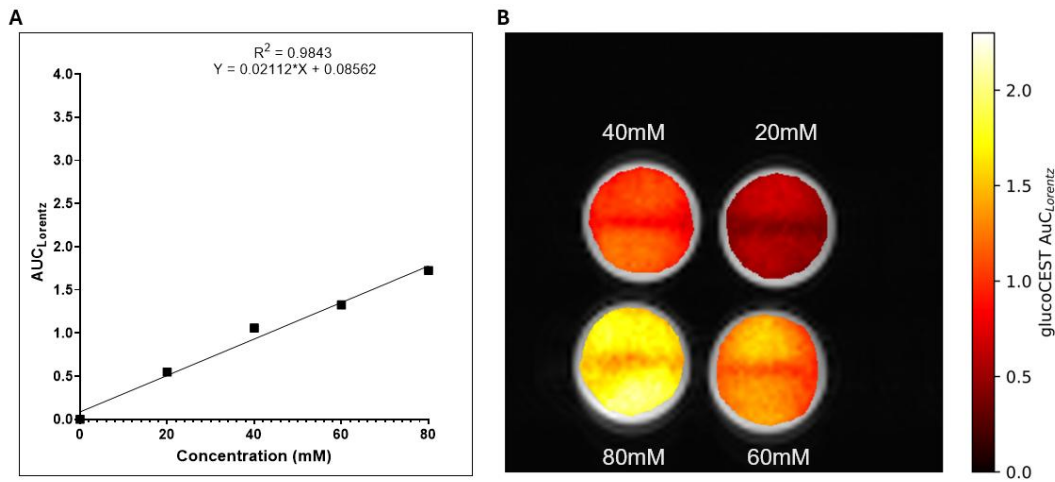 A
R² = 0.9843
Y = 0.02112*X + 0.08562
4.0
3.5
3.0
2.5
2.0
1.5
1.0
0.5
0.0
0 20 40 60 80
AUC_Lorentz
Concentration (mM)
B
40mM 20mM
80mM 60mM
2.0
1.5
1.0
0.5
0.0
glucoCEST AuC_Lorentz